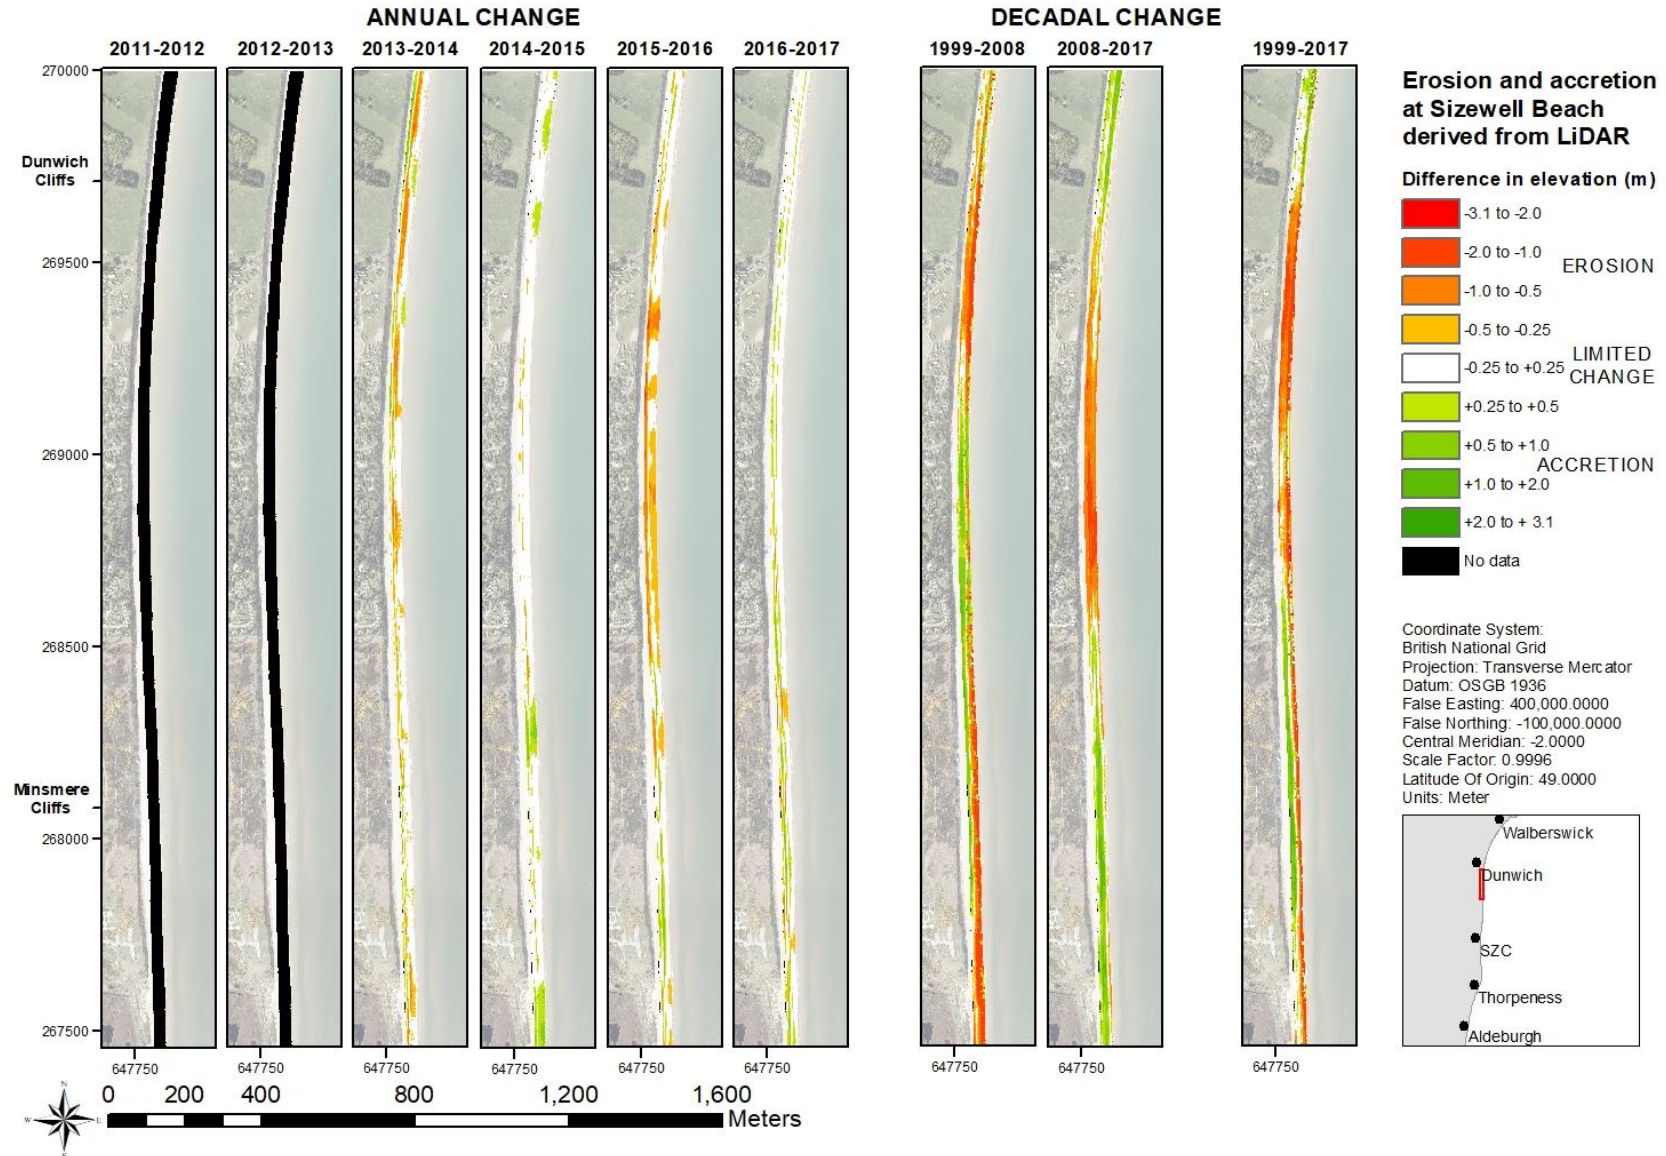 ANNUAL CHANGE
DECADAL CHANGE
2011-2012
2012-2013
2013-2014
2014-2015
2015-2016
2016-2017
1999-2008
2008-2017
1999-2017
270000
Dunwich
Cliffs
269500
269000
268500
Minsmere
Cliffs
268000
267500
647750
647750
647750
647750
647750
647750
647750
647750
647750
N
W
E
0
200
400
800
1,200
1,600
Meters
Erosion and accretion
at Sizewell Beach
derived from LiDAR
Difference in elevation (m)
-3.1 to -2.0
-2.0 to -1.0
EROSION
-1.0 to -0.5
-0.5 to -0.25
LIMITED
-0.25 to +0.25
CHANGE
+0.25 to +0.5
+0.5 to +1.0
ACCRETION
+1.0 to +2.0
+2.0 to + 3.1
No data
Coordinate System:
British National Grid
Projection: Transverse Mercator
Datum: OSGB 1936
False Easting: 400,000.0000
False Northing: -100,000.0000
Central Meridian: -2.0000
Scale Factor: 0.9996
Latitude Of Origin: 49.0000
Units: Meter
Walberswick
Dunwich
SZC
Thorpeness
Aldeburgh